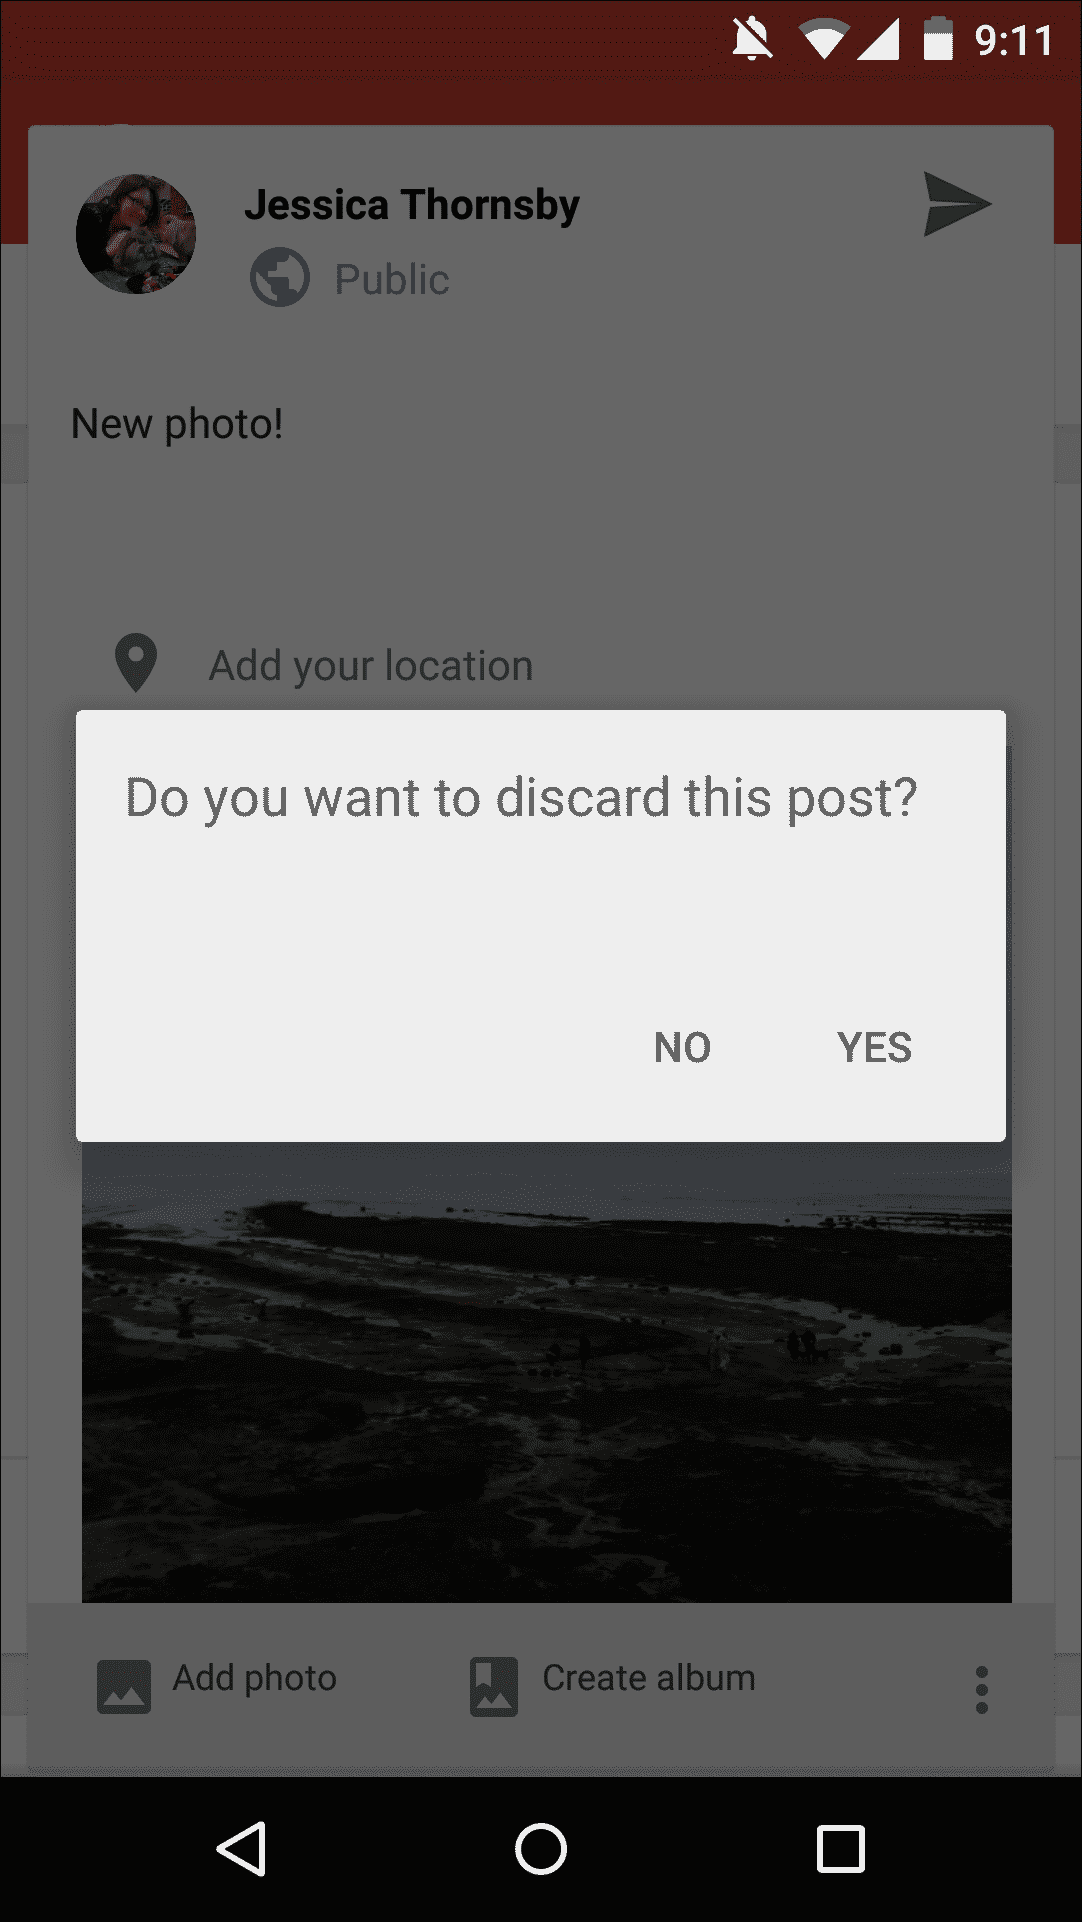 9:11
Jessica Thornsby
Public
New photo!
Add your location
Do you want to discard this post?
NO YES
Add photo Create album